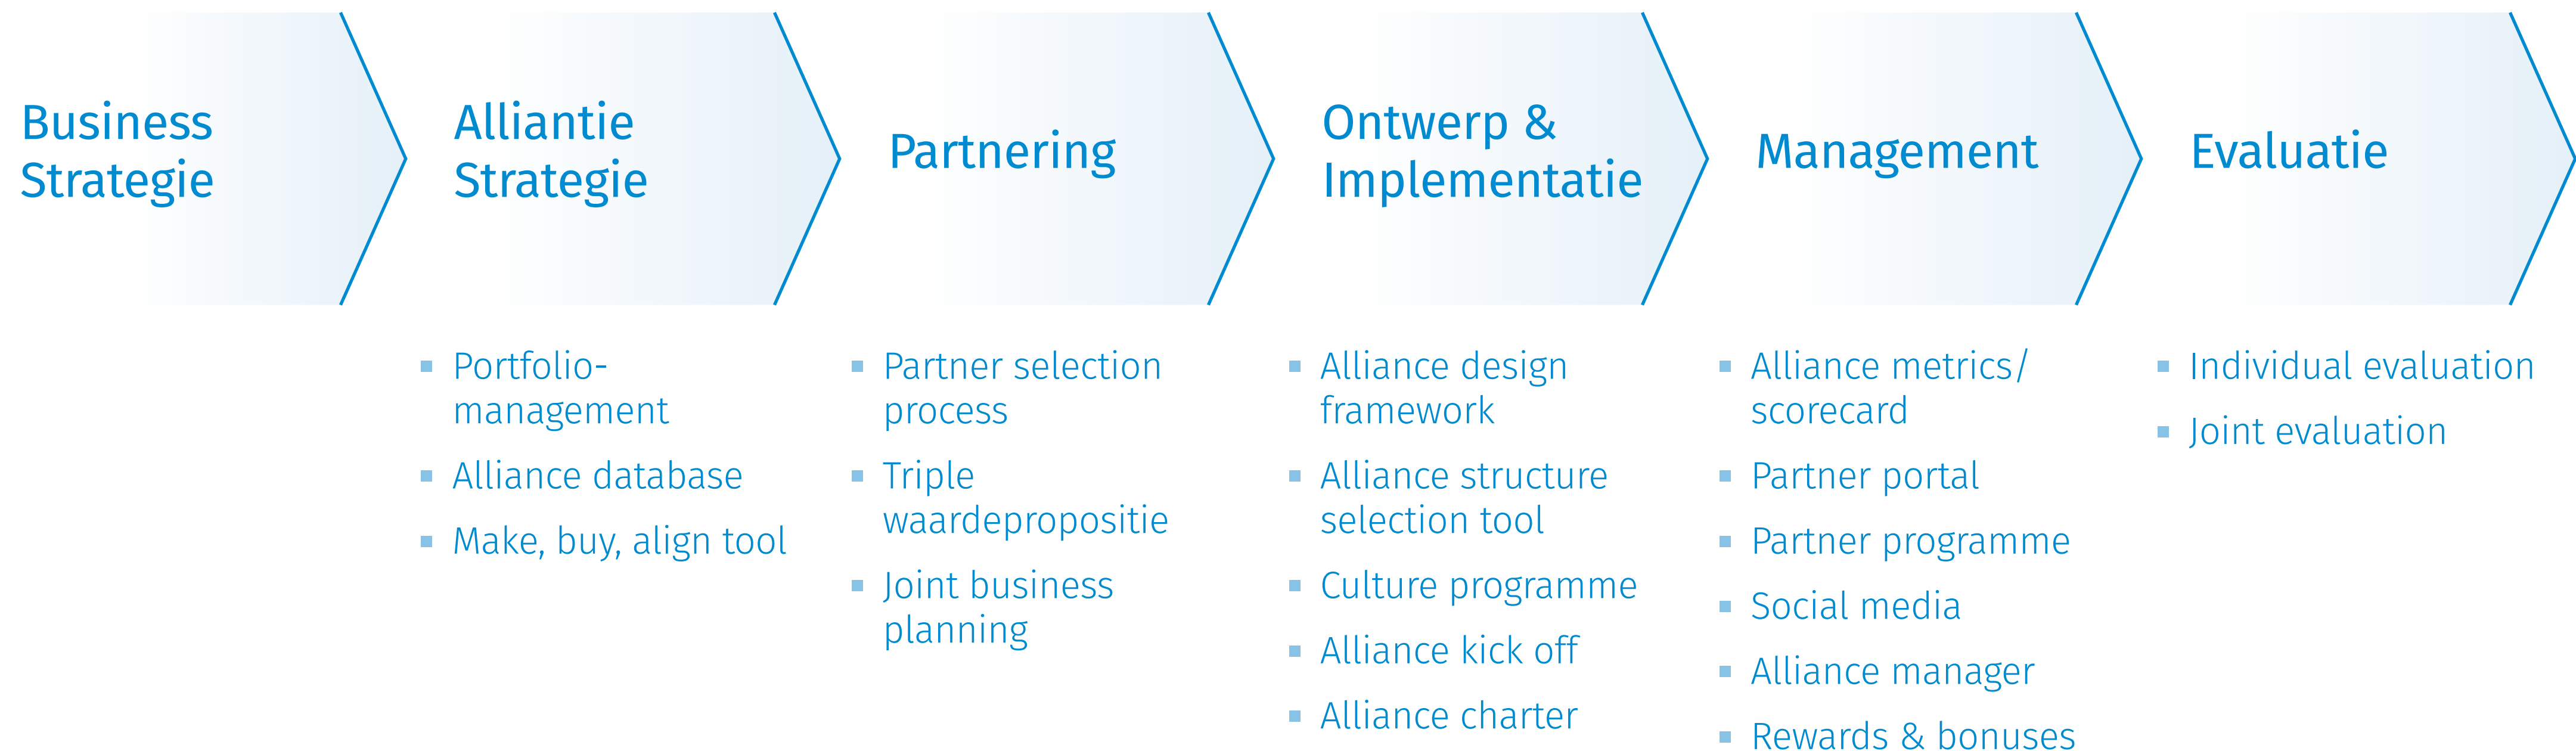 Business
Strategie
Alliantie
Strategie
Partnering
Ontwerp &
Implementatie
Management
Evaluatie
Portfolio-
management
Alliance database
Make, buy, align tool
Partner selection
process
Triple
waardepropositie
Joint business
planning
Alliance design
framework
Alliance structure
selection tool
Culture programme
Alliance kick off
Alliance charter
Alliance metrics/
scorecard
Partner portal
Partner programme
Social media
Alliance manager
Rewards & bonuses
Individual evaluation
Joint evaluation